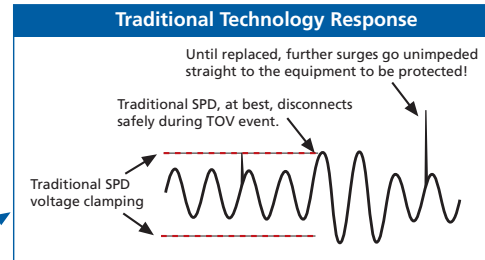 Traditional Technology Response
Until replaced, further surges go unimpeded
straight to the equipment to be protected!
Traditional SPD, at best, disconnects
safely during TOV event.
Traditional SPD
voltage clamping